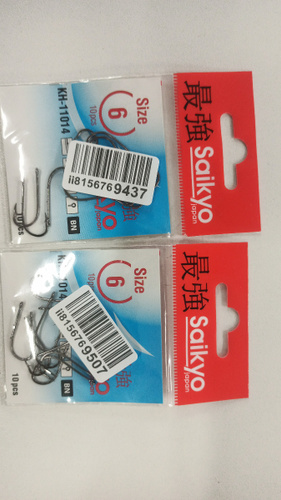 最強
Saikyo
japan
Size
6
10pcs
KH-11014
BN
10 pcs
ii8156769437
最強
Saikyo
japan
Size
6
10pcs
BN
10 pcs
ii8156769507